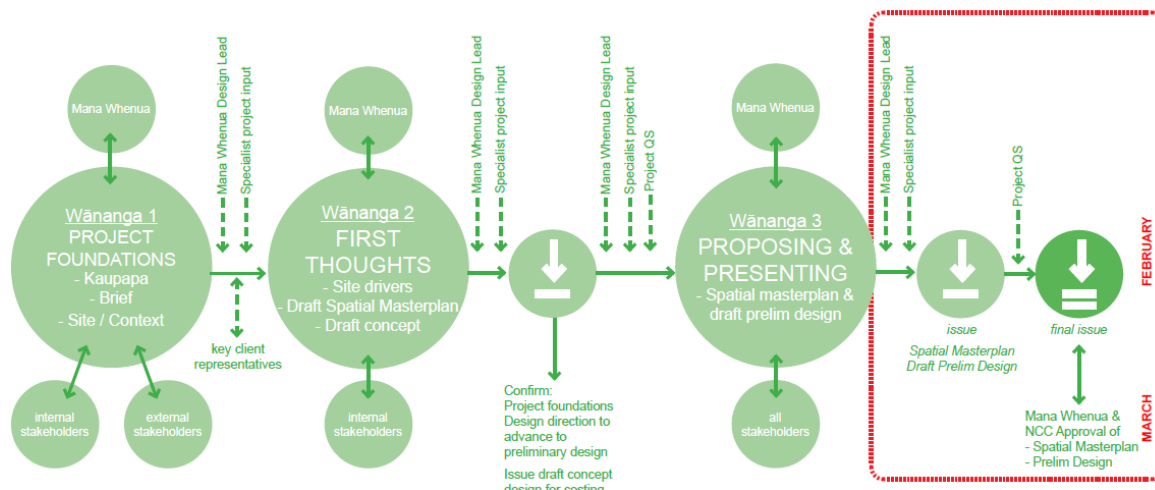 Mana Whenua
Wānanga 1
PROJECT
FOUNDATIONS
- Kaupapa
- Brief
- Site / Context
internal
stakeholders
external
stakeholders
Mana Whenua Design Lead
Specialist project input
key client
representatives
Mana Whenua
Wānanga 2
FIRST
THOUGHTS
- Site drivers
- Draft Spatial Masterplan
- Draft concept
internal
stakeholders
Mana Whenua Design Lead
Specialist project input
Confirm:
Project foundations
Design direction to
advance to
preliminary design
Issue draft concept
design for costing
Mana Whenua Design Lead
Specialist project input
Project QS
Mana Whenua
Wānanga 3
PROPOSING &
PRESENTING
- Spatial masterplan &
draft prelim design
all
stakeholders
Mana Whenua Design Lead
Specialist project input
issue
Spatial Masterplan
Draft Prelim Design
Project QS
final issue
Mana Whenua &
NCC Approval of
- Spatial Masterplan
- Prelim Design
FEBRUARY
MARCH